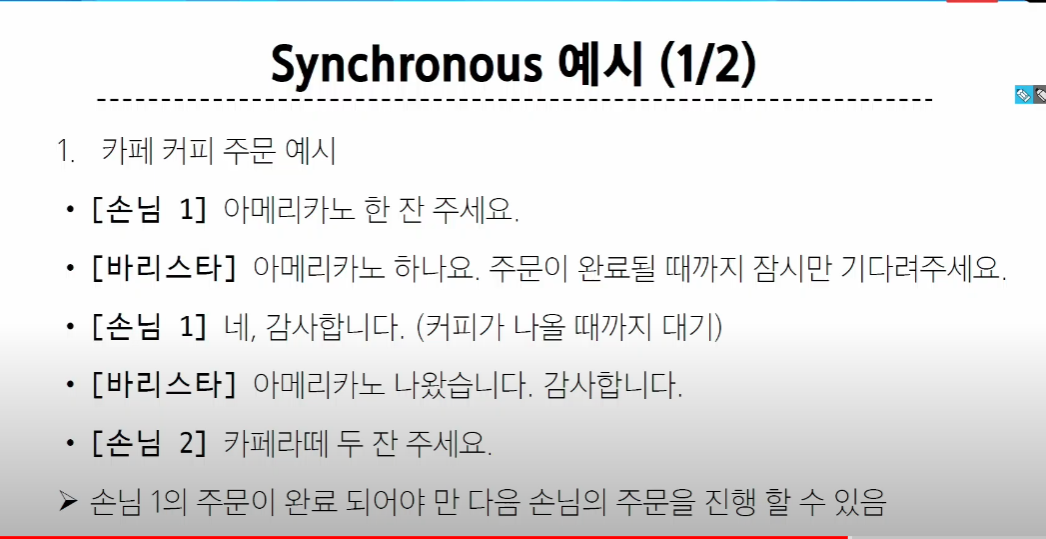 Synchronous 예시 (1/2)
1. 카페 커피 주문 예시
• [손님 1] 아메리카노 한 잔 주세요.
• [바리스타] 아메리카노 하나요. 주문이 완료될 때까지 잠시만 기다려주세요.
• [손님 1] 네, 감사합니다. (커피가 나올 때까지 대기)
• [바리스타] 아메리카노 나왔습니다. 감사합니다.
• [손님 2] 카페라떼 두 잔 주세요.
➢ 손님 1의 주문이 완료 되어야 만 다음 손님의 주문을 진행 할 수 있음